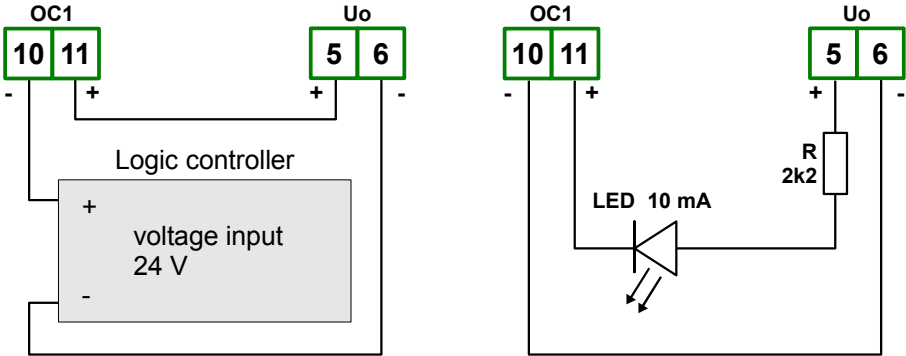 OC1
Uo
10 11
5 6
- +
+ -
Logic controller
+
voltage input
24 V
-
OC1
Uo
10 11
5 6
- +
+ -
R
2k2
LED 10 mA